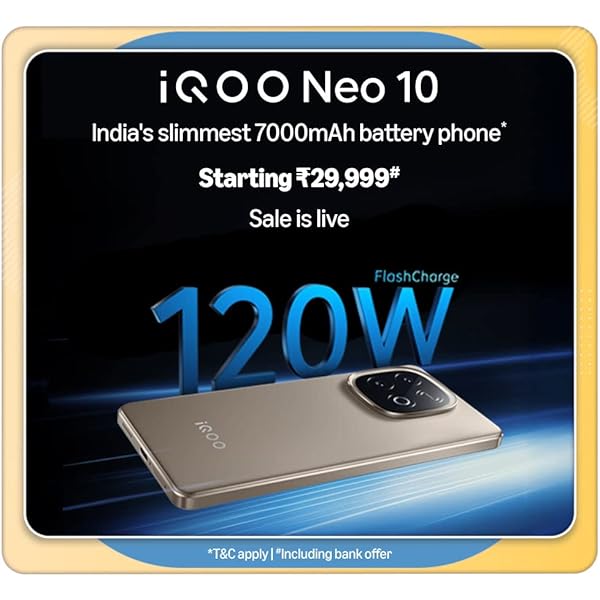 iQOO Neo 10
India's slimmest 7000mAh battery phone*
Starting ₹29,999#
Sale is live
FlashCharge
120W
iQOO
*T&C apply | #Including bank offer